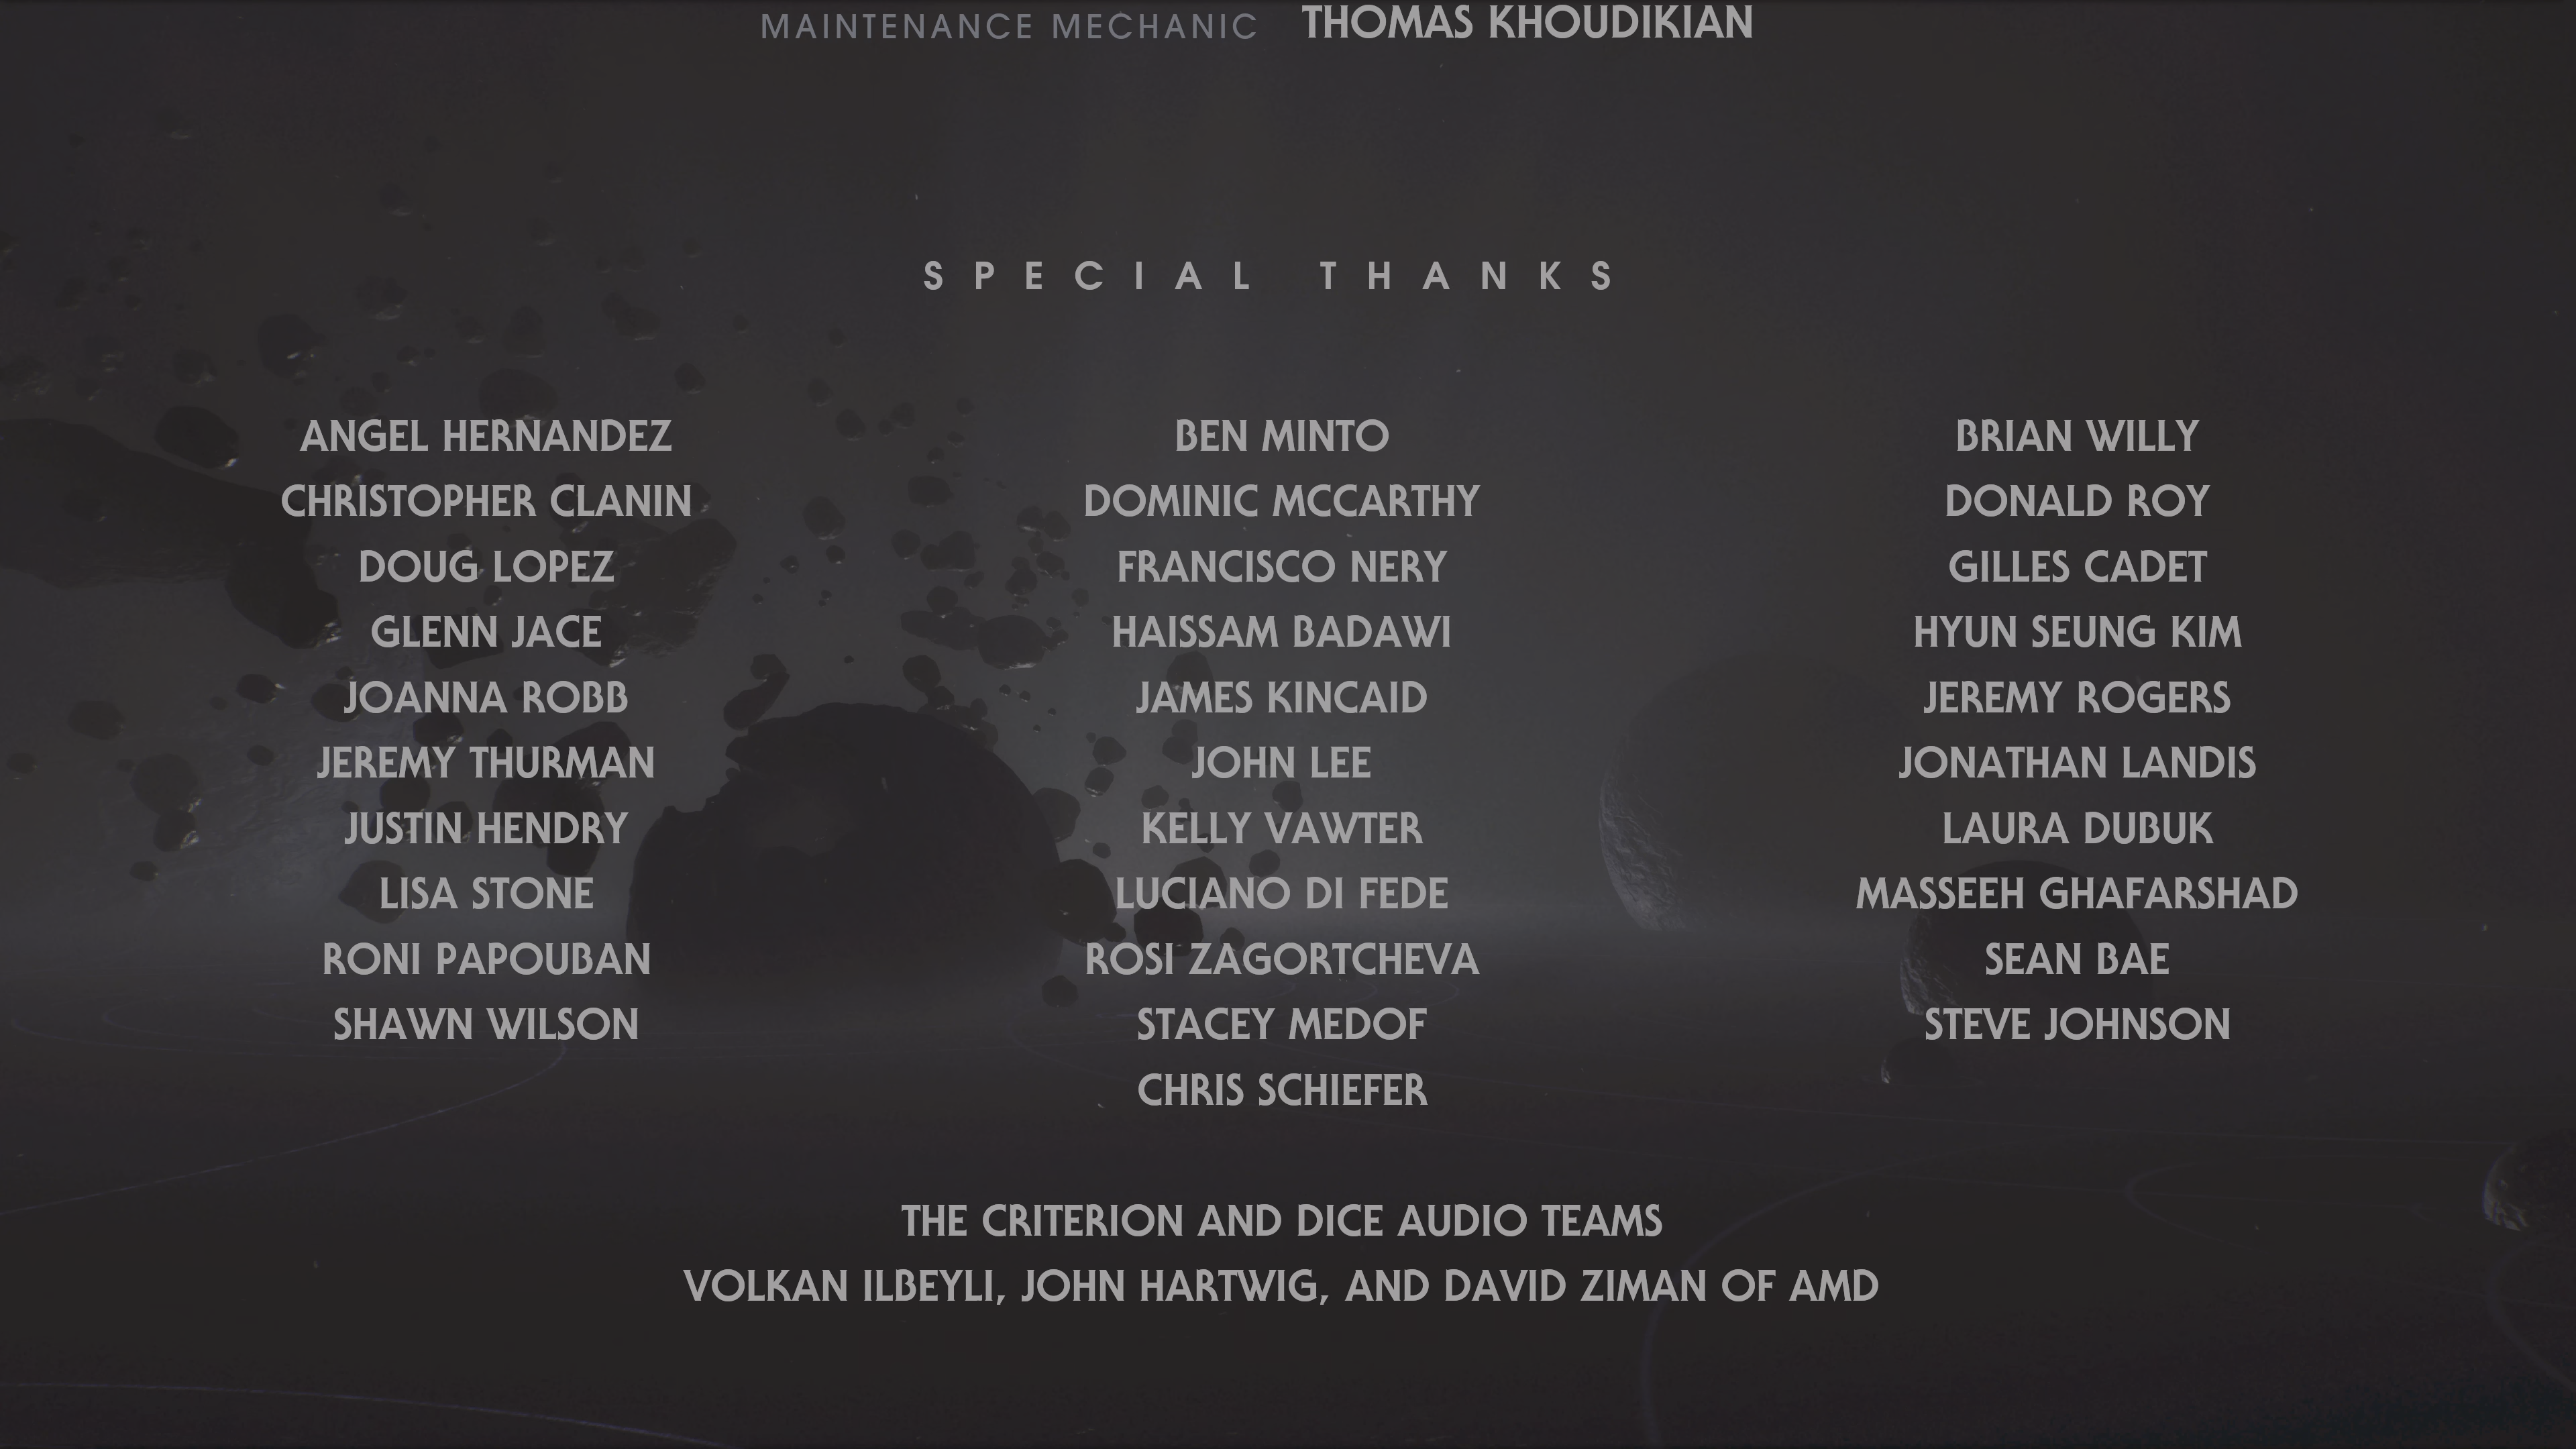 MAINTENANCE MECHANIC THOMAS KHOUDIKIAN
SPECIAL THANKS
ANGEL HERNANDEZ
CHRISTOPHER CLANIN
DOUG LOPEZ
GLENN JACE
JOANNA ROBB
JEREMY THURMAN
JUSTIN HENDRY
LISA STONE
RONI PAPOUBAN
SHAWN WILSON
BEN MINTO
DOMINIC MCCARTHY
FRANCISCO NERY
HAISSAM BADAWI
JAMES KINCAID
JOHN LEE
KELLY VAWTER
LUCIANO DI FEDE
ROSI ZAGORTCHEVA
STACEY MEDOF
CHRIS SCHIEFER
BRIAN WILLY
DONALD ROY
GILLES CADET
HYUN SEUNG KIM
JEREMY ROGERS
JONATHAN LANDIS
LAURA DUBUK
MASSEEH GHAFARSHAD
SEAN BAE
STEVE JOHNSON
THE CRITERION AND DICE AUDIO TEAMS
VOLKAN ILBEYLI, JOHN HARTWIG, AND DAVID ZIMAN OF AMD